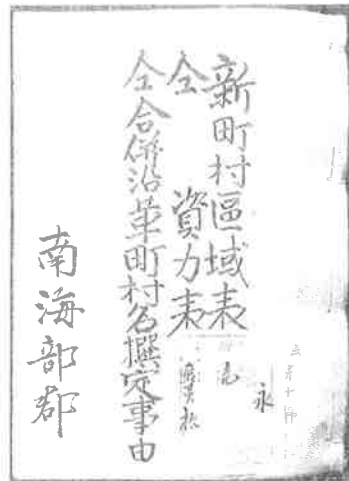 永
新町村區域表
仝 資力表
仝合併沿革町村名撰定事由
南海部郡